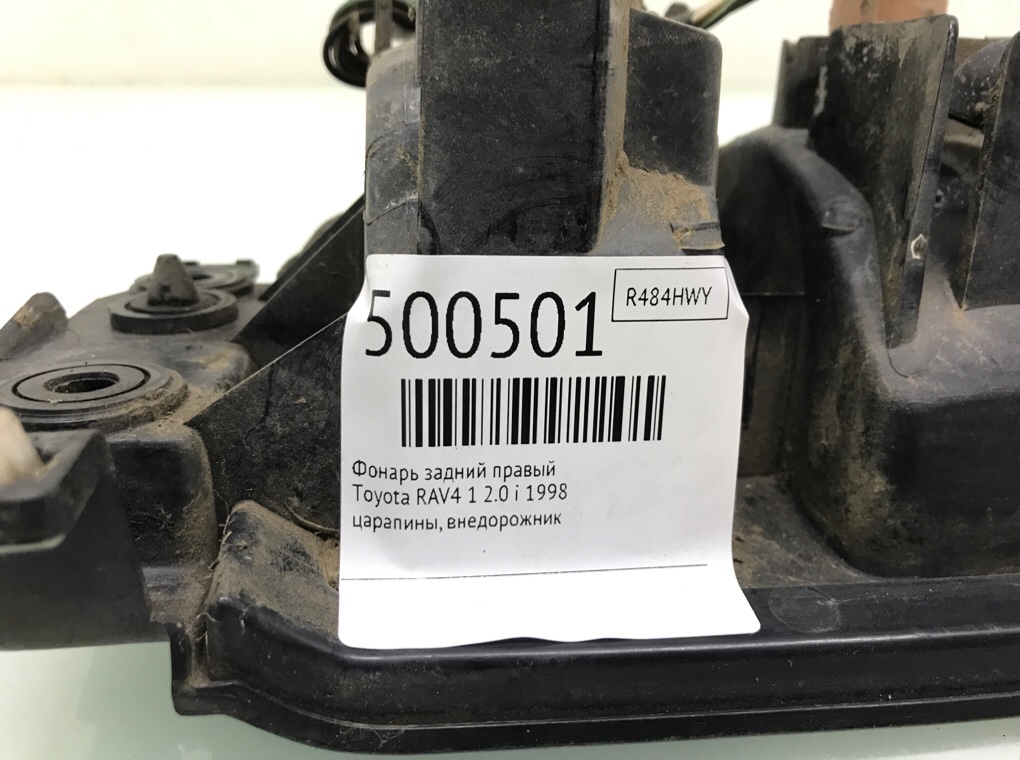 500501
R484HWY
Фонарь задний правый
Toyota RAV4 1 2.0 i 1998
царапины, внедорожник